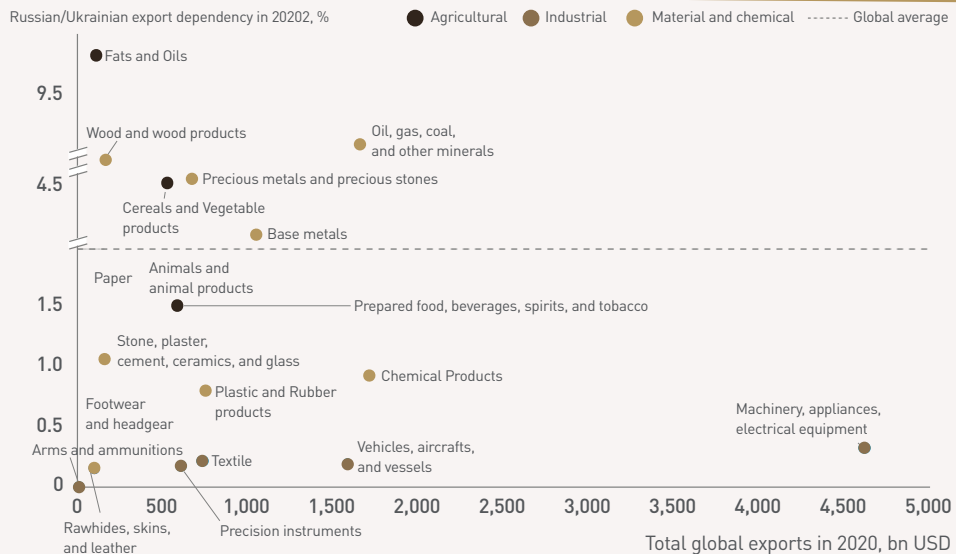 Russian/Ukrainian export dependency in 20202, %
Agricultural
Industrial
Material and chemical
Global average
Fats and Oils
9.5
Wood and wood products
Oil, gas, coal,
and other minerals
4.5
Precious metals and precious stones
Cereals and Vegetable
products
Base metals
Paper
Animals and
animal products
1.5
Prepared food, beverages, spirits, and tobacco
Stone, plaster,
cement, ceramics, and glass
1.0
Chemical Products
Plastic and Rubber
products
Footwear
and headgear
0.5
Machinery, appliances,
electrical equipment
Arms and ammunitions
Textile
Vehicles, aircrafts,
and vessels
0
0
500
1,000
1,500
2,000
2,500
3,000
3,500
4,000
4,500
5,000
Rawhides, skins,
and leather
Precision instruments
Total global exports in 2020, bn USD